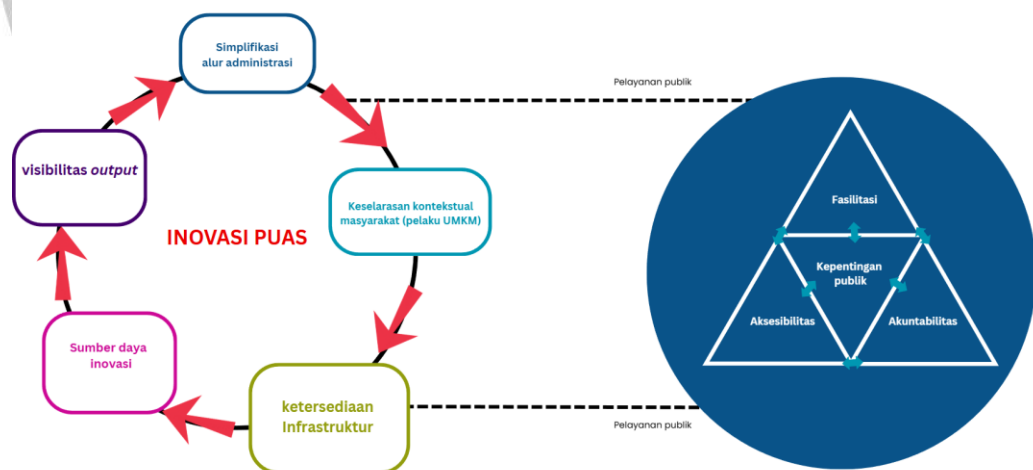 Simplifikasi
alur administrasi
Pelayanan publik
visibilitas output
Keselarasan kontekstual
masyarakat (pelaku UMKM)
INOVASI PUAS
Fasilitasi
Kepentingan
publik
Aksesibilitas
Akuntabilitas
Sumber daya
inovasi
ketersediaan
Infrastruktur
Pelayanan publik